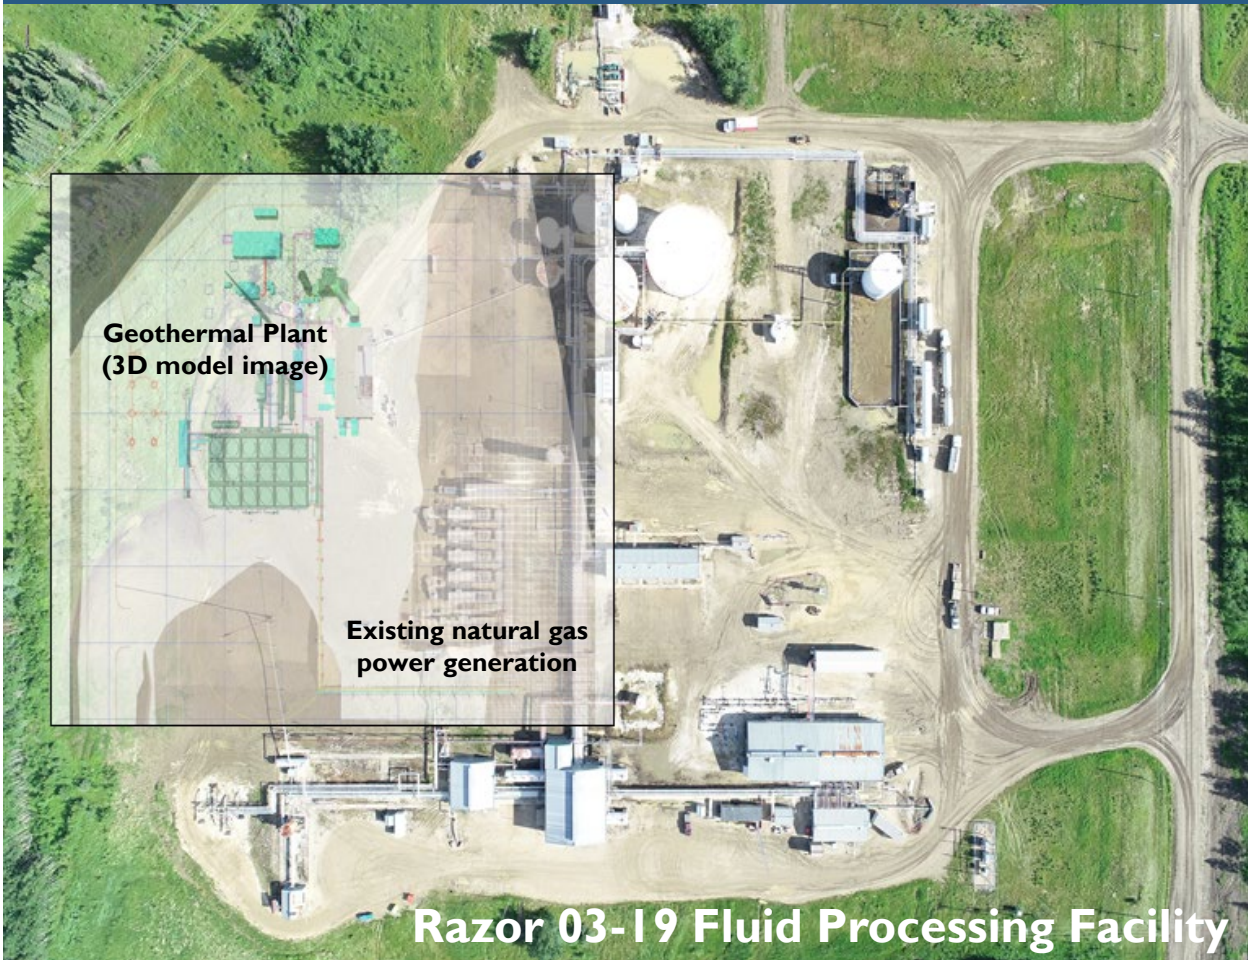 Geothermal Plant
(3D model image)
Existing natural gas
power generation
Razor 03-19 Fluid Processing Facility